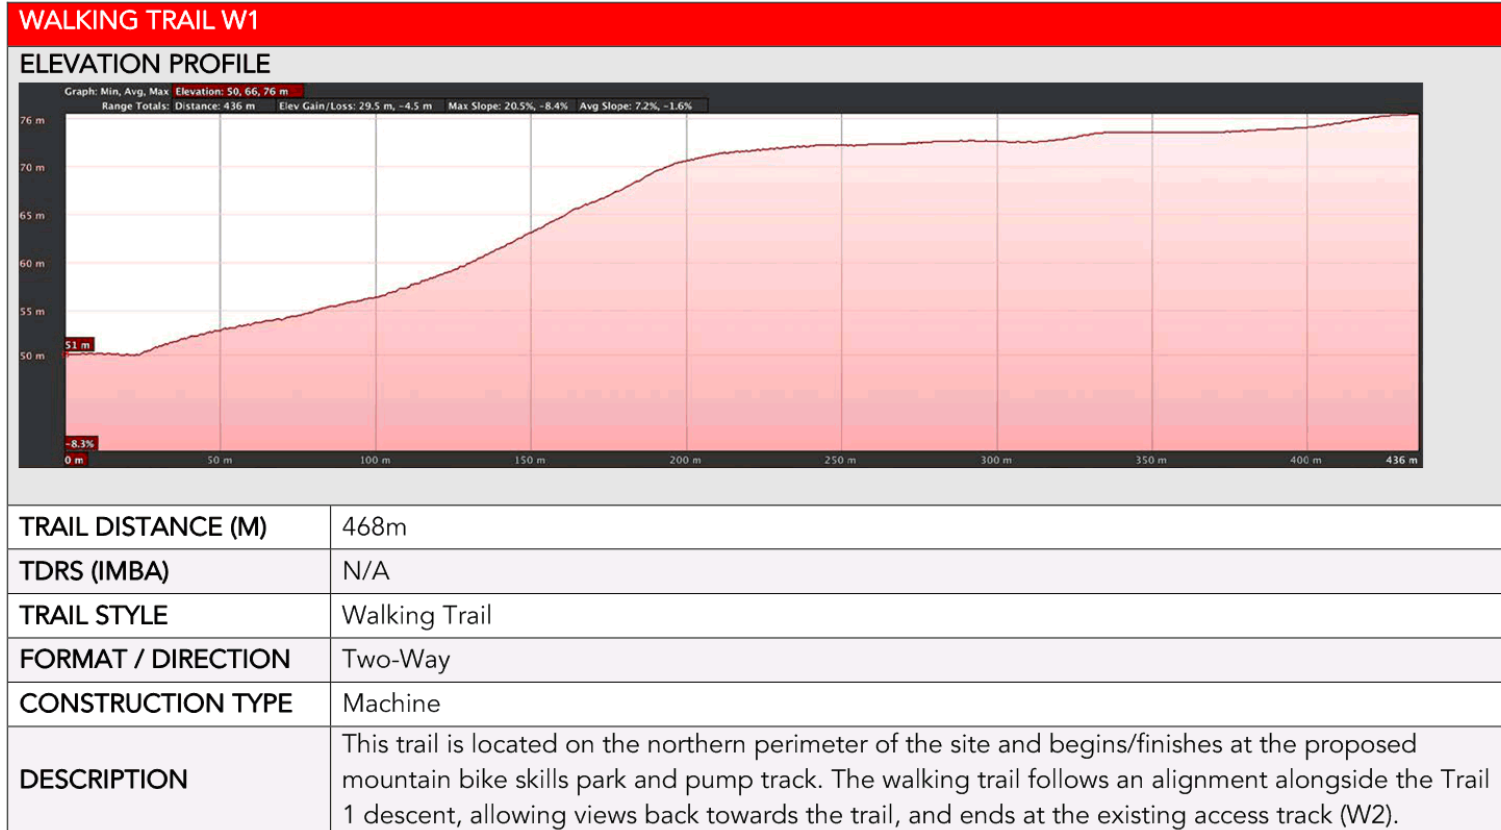 WALKING TRAIL W1
ELEVATION PROFILE
Graph: Min, Avg, Max Elevation: 50, 66, 76 m
Range Totals: Distance: 436 m Elev Gain/Loss: 29.5 m, -4.5 m Max Slope: 20.5%, -8.4% Avg Slope: 7.2%, -1.6%
76 m
70 m
65 m
60 m
55 m
51 m
50 m
-8.3%
0 m 50 m 100 m 150 m 200 m 250 m 300 m 350 m 400 m 436 m
TRAIL DISTANCE (M) 468m
TDRS (IMBA) N/A
TRAIL STYLE Walking Trail
FORMAT / DIRECTION Two-Way
CONSTRUCTION TYPE Machine
DESCRIPTION This trail is located on the northern perimeter of the site and begins/finishes at the proposed
mountain bike skills park and pump track. The walking trail follows an alignment alongside the Trail
1 descent, allowing views back towards the trail, and ends at the existing access track (W2).